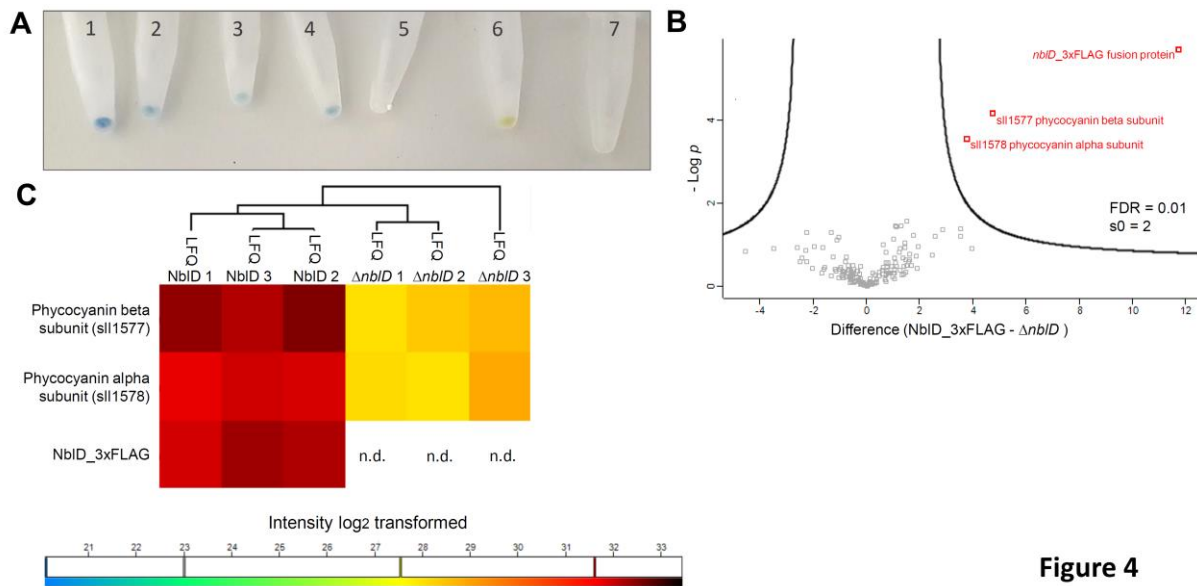 A
1 2 3 4 5 6 7
B
nblD_3xFLAG fusion protein
sll1577 phycocyanin beta subunit
sll1578 phycocyanin alpha subunit
FDR = 0.01
s0 = 2
- Log p
4
2
0
-4 -2 0 2 4 6 8 10 12
Difference (NblD_3xFLAG - ΔnblD )
C
LFQ LFQ LFQ LFQ LFQ LFQ
NblD 1 NblD 3 NblD 2 ΔnblD 1 ΔnblD 2 ΔnblD 3
Phycocyanin beta
subunit (sll1577)
Phycocyanin alpha
subunit (sll1578)
NblD_3xFLAG n.d. n.d. n.d.
Intensity log2 transformed
21 22 23 24 25 26 27 28 29 30 31 32 33
Figure 4